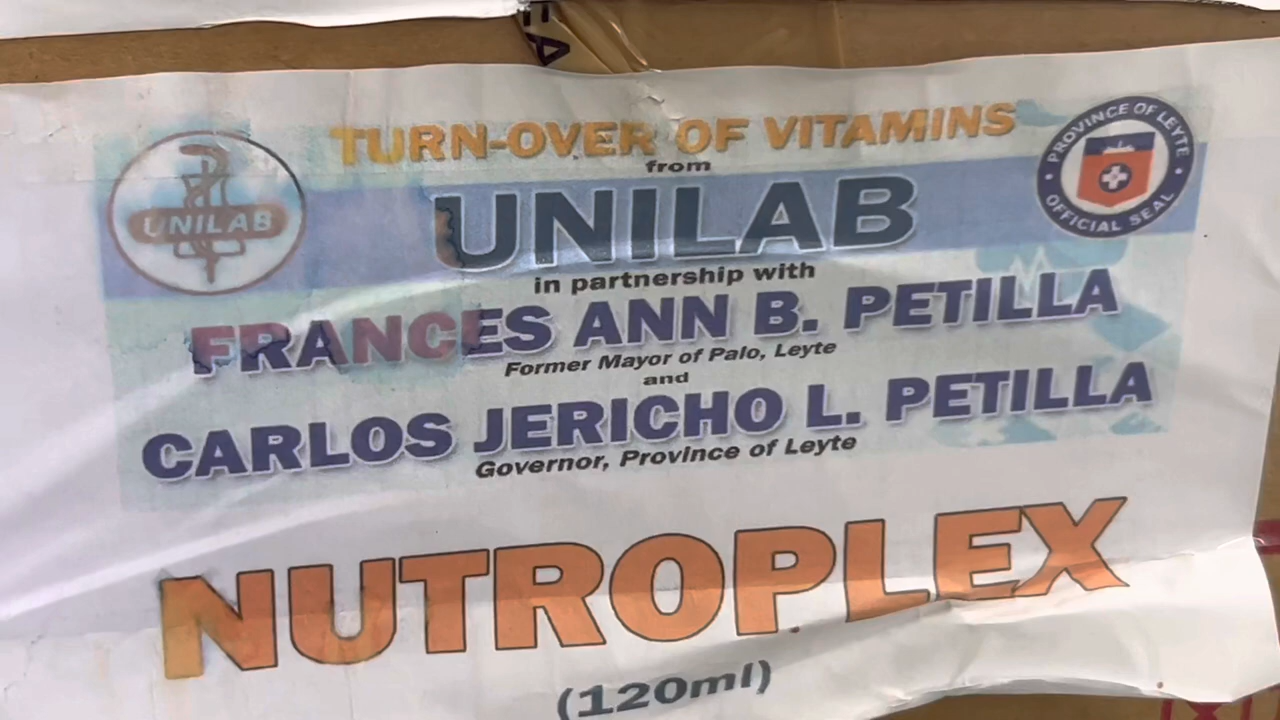 TURN-OVER OF VITAMINS
from
UNILAB
in partnership with
FRANCES ANN B. PETILLA
Former Mayor of Palo, Leyte
and
CARLOS JERICHO L. PETILLA
Governor, Province of Leyte
NUTROPLEX
(120ml)
UNILAB
PROVINCE OF LEYTE
OFFICIAL SEAL